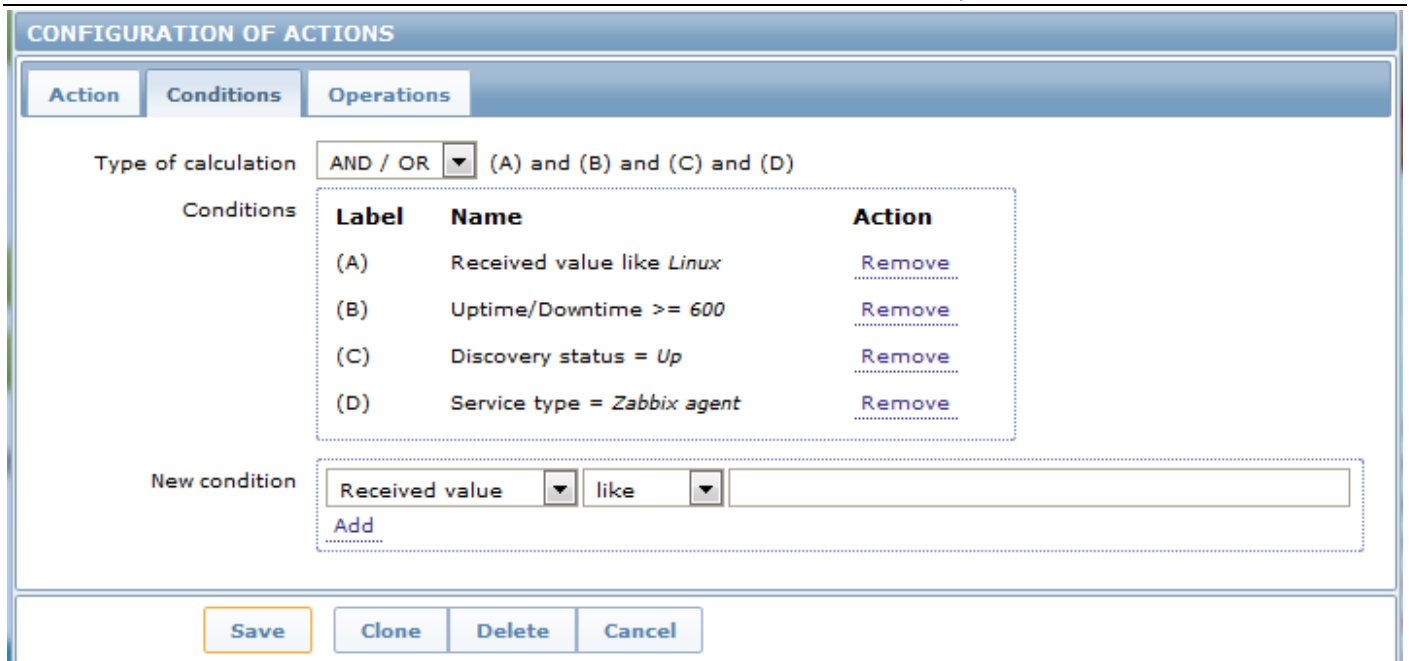 CONFIGURATION OF ACTIONS
Action Conditions Operations
Type of calculation AND / OR (A) and (B) and (C) and (D)
Conditions Label Name Action
(A) Received value like Linux Remove
(B) Uptime/Downtime >= 600 Remove
(C) Discovery status = Up Remove
(D) Service type = Zabbix agent Remove
New condition Received value like
Add
Save Clone Delete Cancel